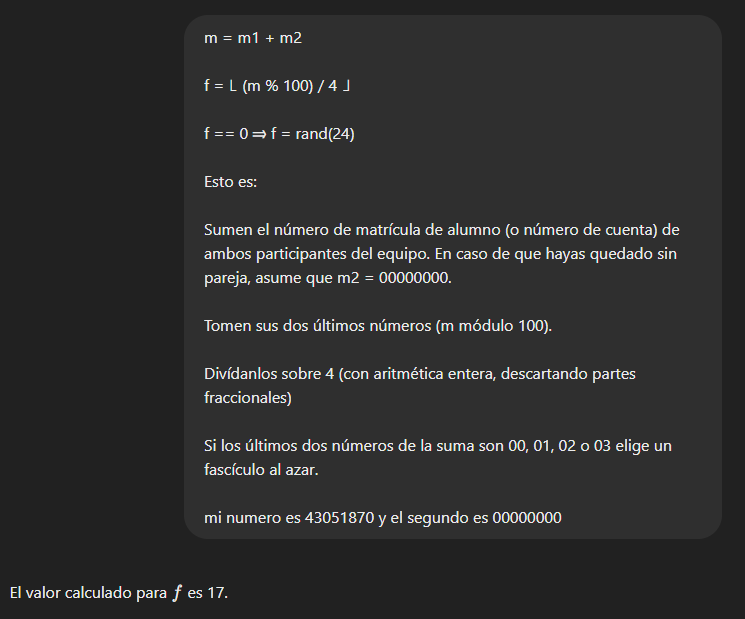 m = m1 + m2
f = L (m % 100) / 4 ⅃
f == 0 ⇒ f = rand(24)
Esto es:
Sumen el número de matrícula de alumno (o número de cuenta) de
ambos participantes del equipo. En caso de que hayas quedado sin
pareja, asume que m2 = 00000000.
Tomen sus dos últimos números (m módulo 100).
Divídanlos sobre 4 (con aritmética entera, descartando partes
fraccionales)
Si los últimos dos números de la suma son 00, 01, 02 o 03 elige un
fascículo al azar.
mi numero es 43051870 y el segundo es 00000000
El valor calculado para f es 17.